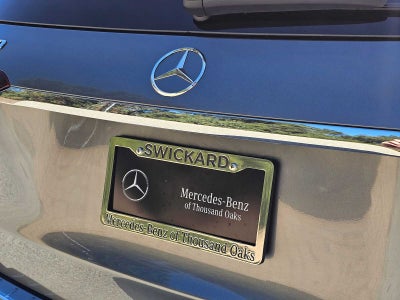 SWICKARD
Mercedes-Benz
of Thousand Oaks
Mercedes-Benz of Thousand Oaks